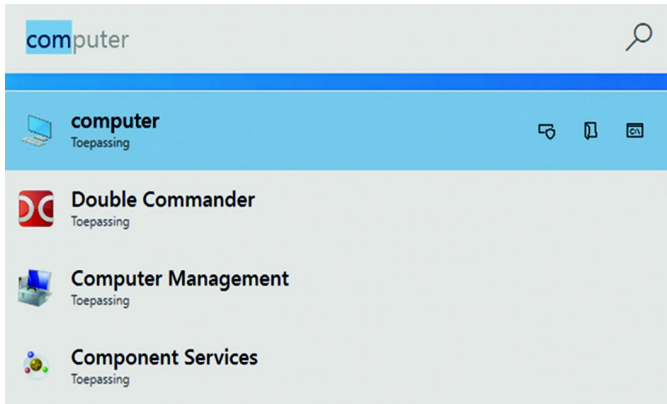 computer
computer
Toepassing
Double Commander
Toepassing
Computer Management
Toepassing
Component Services
Toepassing